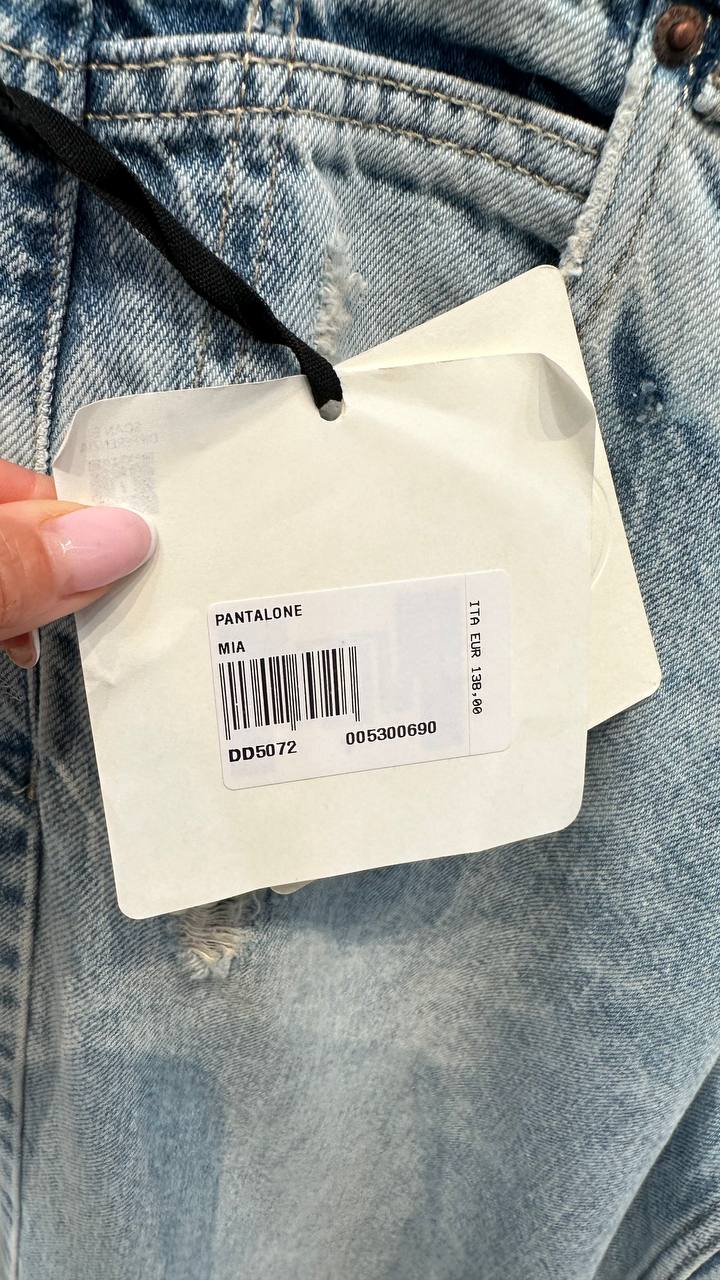 PANTALONE
MIA
DD5072 005300690
ITA EUR 138,00